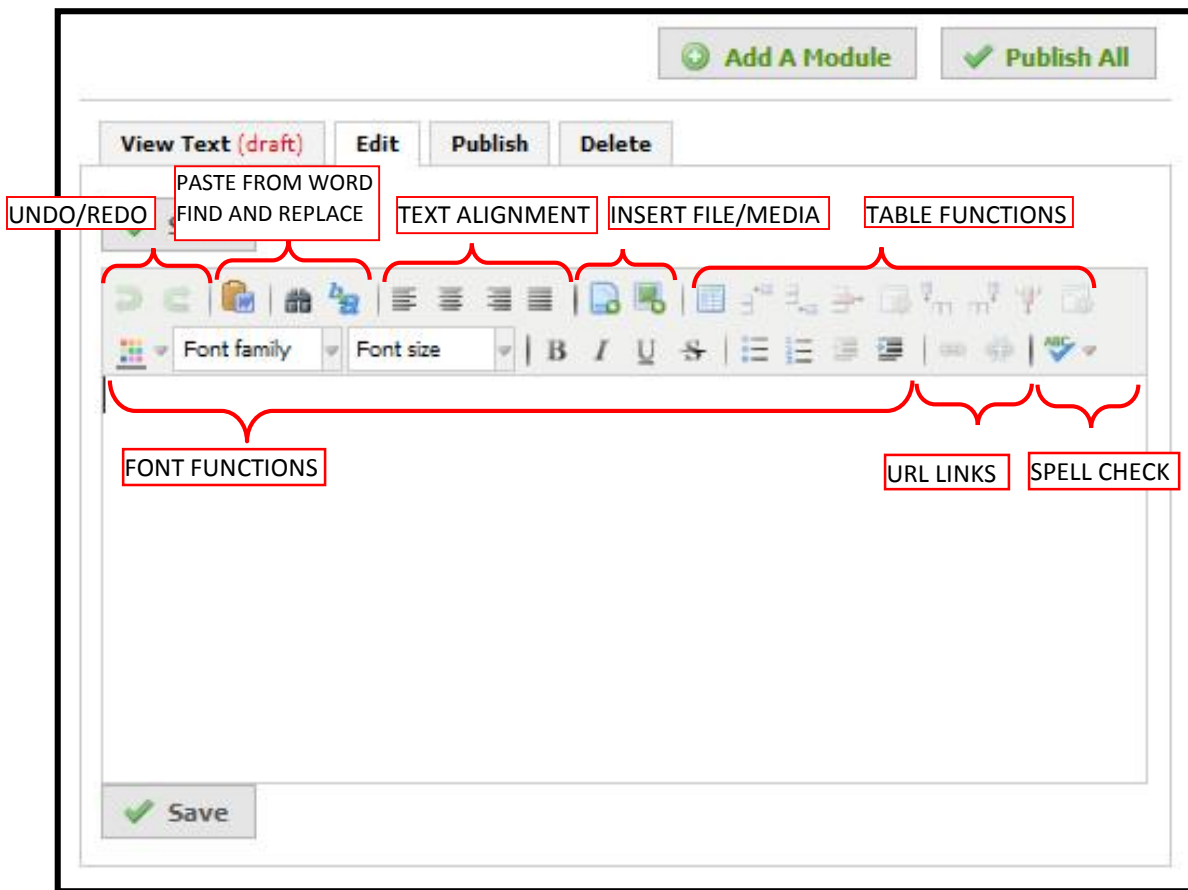 Add A Module
Publish All
View Text (draft)
Edit
Publish
Delete
PASTE FROM WORD
FIND AND REPLACE
UNDO/REDO
TEXT ALIGNMENT
INSERT FILE/MEDIA
TABLE FUNCTIONS
Font family
Font size
B I U S
ABC
FONT FUNCTIONS
URL LINKS
SPELL CHECK
Save